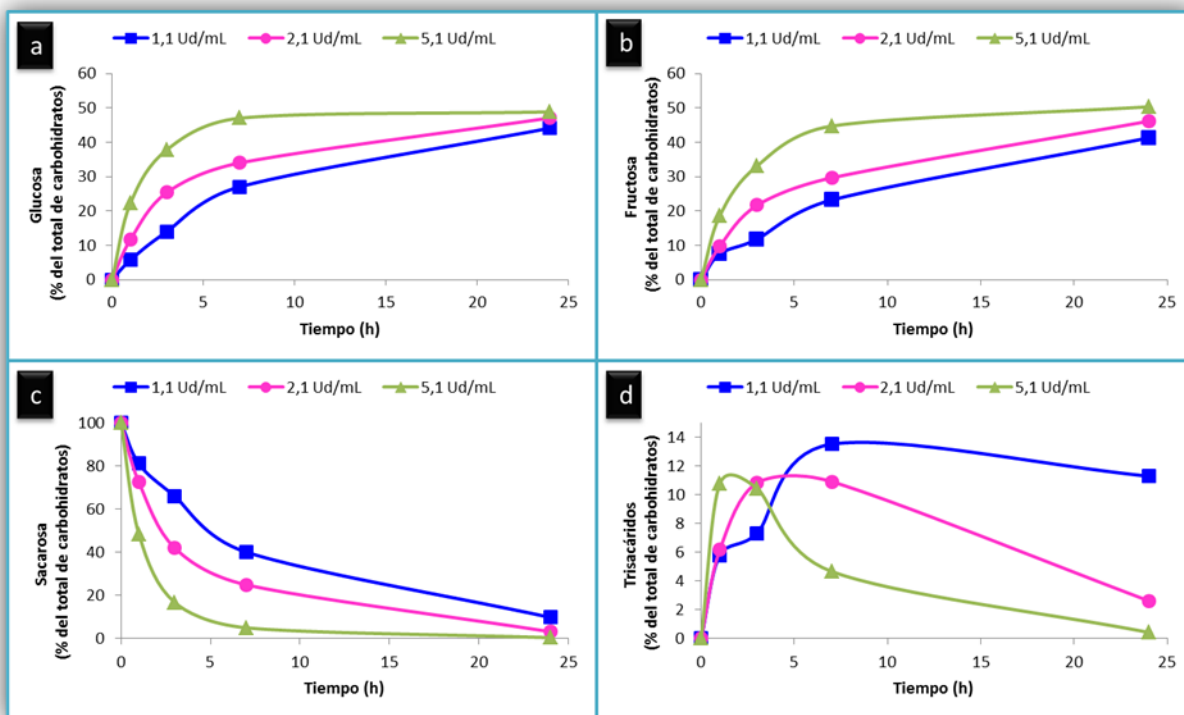 a
1,1 Ud/mL 2,1 Ud/mL 5,1 Ud/mL
Glucosa
(% del total de carbohidratos)
60
50
40
30
20
10
0
0 5 10 15 20 25
Tiempo (h)
b
1,1 Ud/mL 2,1 Ud/mL 5,1 Ud/mL
Fructosa
(% del total de carbohidratos)
60
50
40
30
20
10
0
0 5 10 15 20 25
Tiempo (h)
c
1,1 Ud/mL 2,1 Ud/mL 5,1 Ud/mL
Sacarosa
(% del total de carbohidratos)
100
80
60
40
20
0
0 5 10 15 20 25
Tiempo (h)
d
1,1 Ud/mL 2,1 Ud/mL 5,1 Ud/mL
Trisacáridos
(% del total de carbohidratos)
14
12
10
8
6
4
2
0
0 5 10 15 20 25
Tiempo (h)